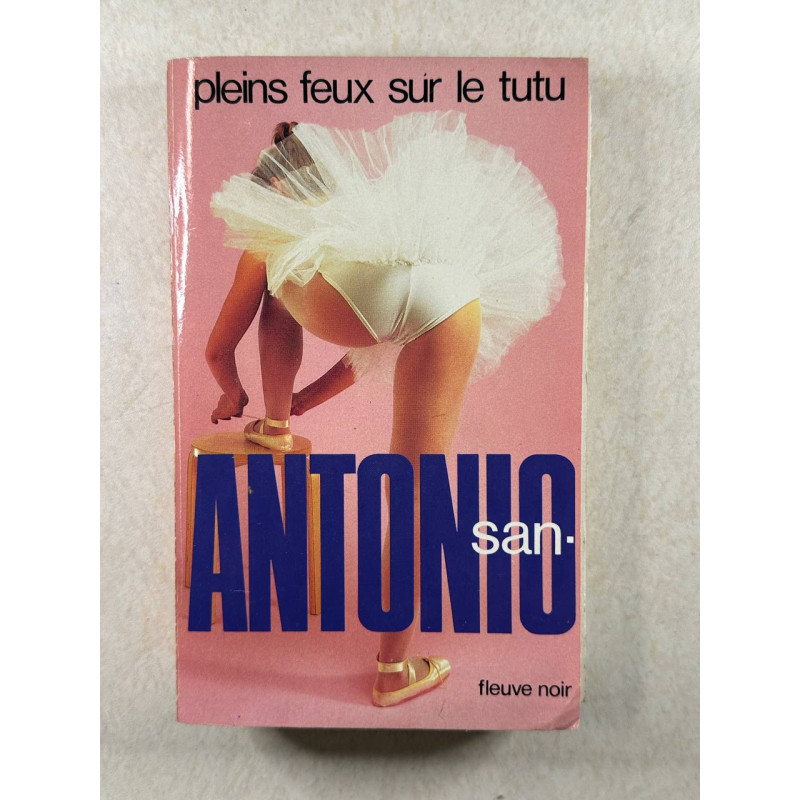 pleins feux sur le tutu
san-
ANTONIO
fleuve noir